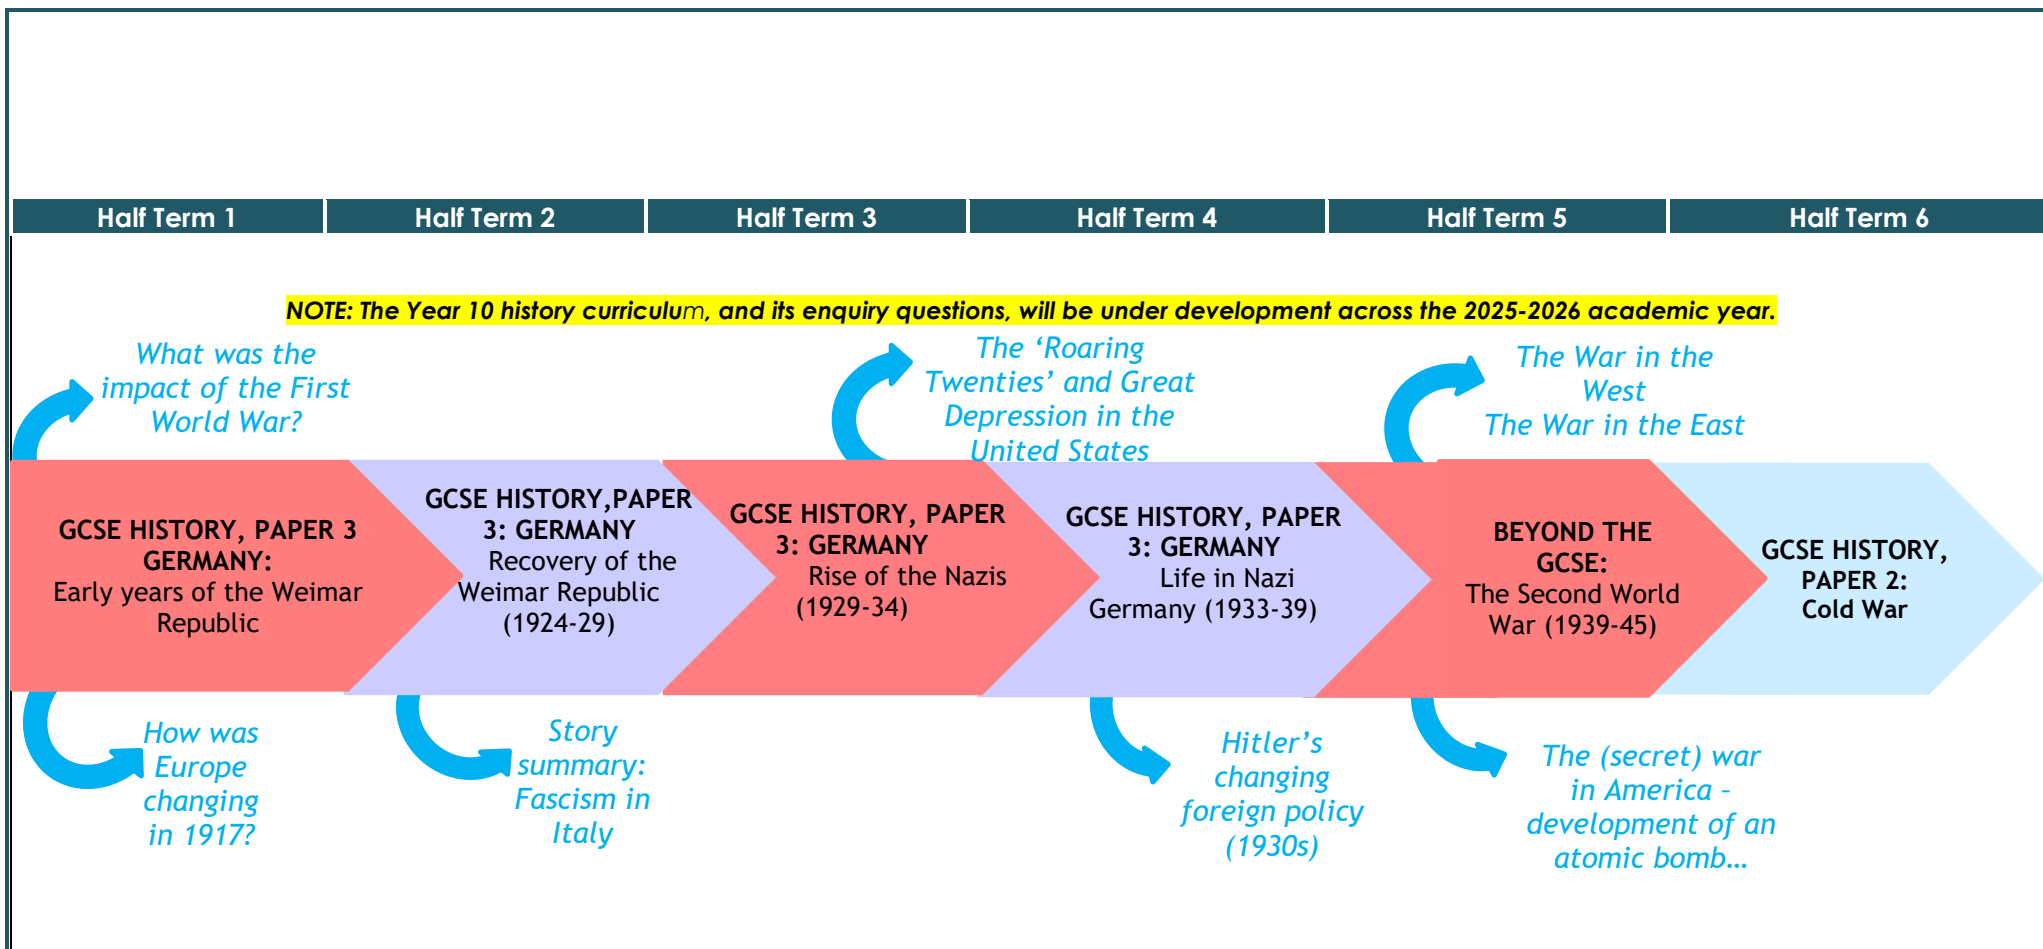 Half Term 1
Half Term 2
Half Term 3
Half Term 4
Half Term 5
Half Term 6
NOTE: The Year 10 history curriculum, and its enquiry questions, will be under development across the 2025-2026 academic year.
What was the
impact of the First
World War?
The ‘Roaring
Twenties’ and Great
Depression in the
United States
The War in the
West
The War in the East
GCSE HISTORY, PAPER 3
GERMANY:
Early years of the Weimar
Republic
GCSE HISTORY,PAPER
3: GERMANY
Recovery of the
Weimar Republic
(1924-29)
GCSE HISTORY, PAPER
3: GERMANY
Rise of the Nazis
(1929-34)
GCSE HISTORY, PAPER
3: GERMANY
Life in Nazi
Germany (1933-39)
BEYOND THE
GCSE:
The Second World
War (1939-45)
GCSE HISTORY,
PAPER 2:
Cold War
How was
Europe
changing
in 1917?
Story
summary:
Fascism in
Italy
Hitler’s
changing
foreign policy
(1930s)
The (secret) war
in America –
development of an
atomic bomb…